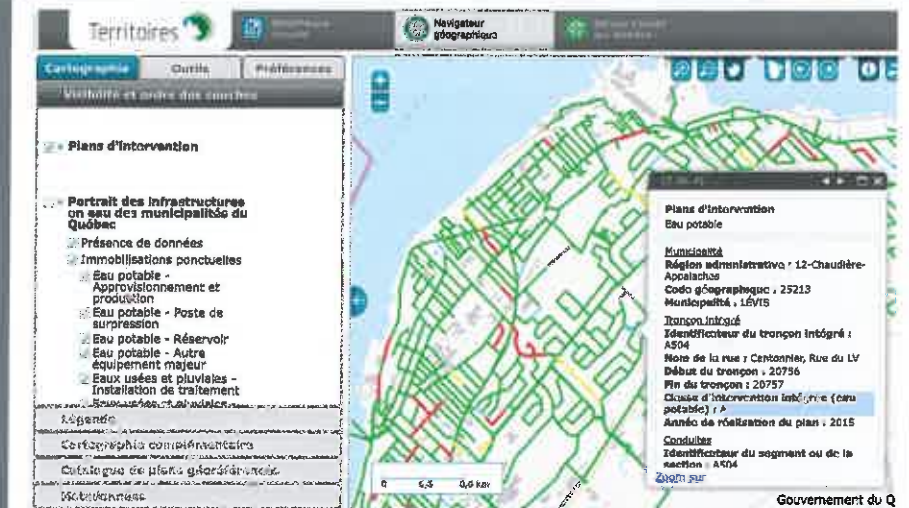 Territoires
Navigateur
géographique
Cartographie
Outils
Préférences
Visibilité et ordre des couches
Plans d'intervention
Portrait des infrastructures
en eau des municipalités du
Québec
Présence de données
Immobilisations ponctuelles
Eau potable -
Approvisionnement et
production
Eau potable - Poste de
surpression
Eau potable - Réservoir
Eau potable - Autre
équipement majeur
Eaux usées et pluviales -
Installation de traitement
Eaux usées et pluviales -
Légende
Cartographie complémentaire
Catalogue de plans géoréférencés
Métadonnées
Plans d'intervention
Eau potable
Municipalité
Région administrative : 12-Chaudière-
Appalaches
Code géographique : 25213
Municipalité : LÉVIS
Tronçon intégré
Identificateur du tronçon intégré :
A504
Nom de la rue : Centonnier, Rue du LV
Début du tronçon : 20756
Fin du tronçon : 20757
Classe d'intervention intégrée (eau
potable) : A
Année de réalisation du plan : 2015
Conduites
Identificateur du segment ou de la
section : A504
Zoom sur
0 0,3 0,6 km
Gouvernement du Q